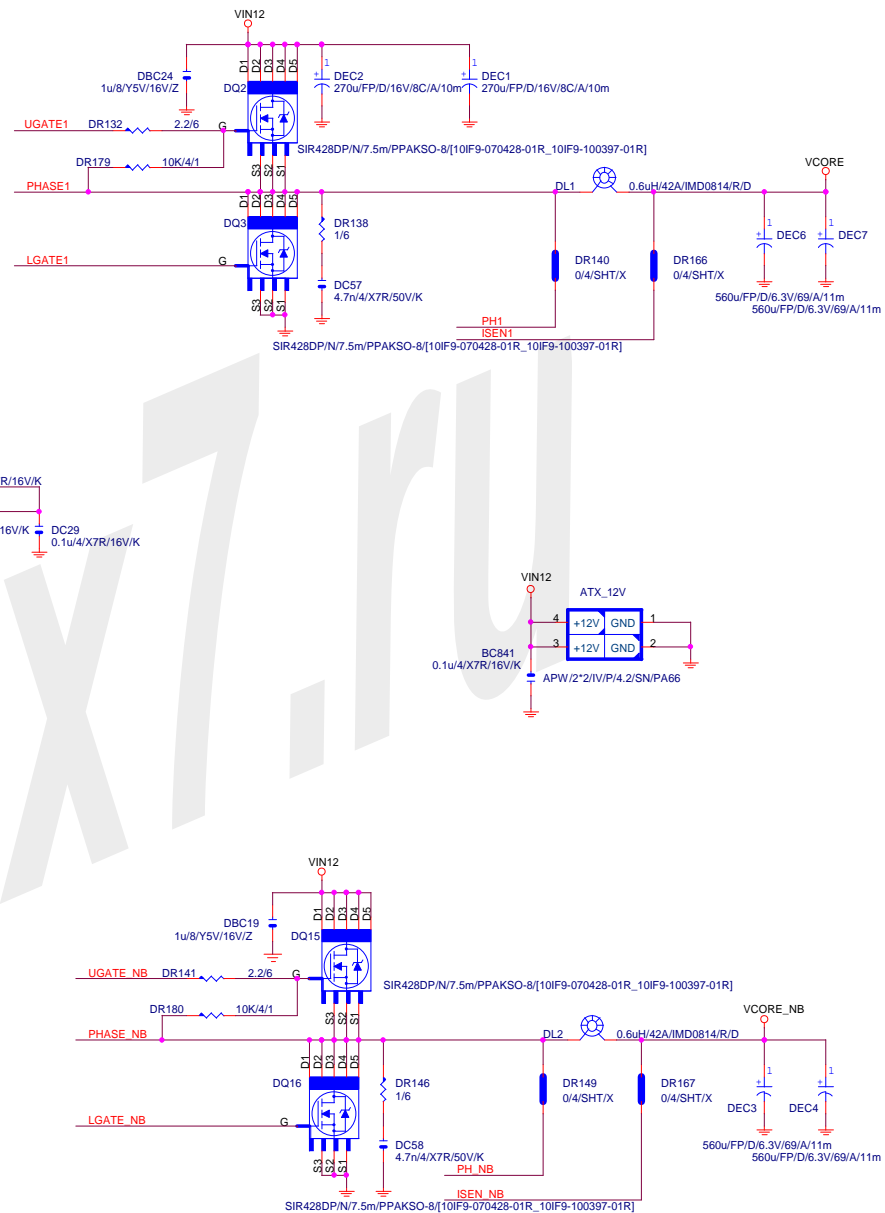 VIN12
DBC24
1u/8/Y5V/16V/Z
D1
D2
D3
D4
D5
DQ2
1
DEC2
270u/FP/D/16V/8C/A/10m
1
DEC1
270u/FP/D/16V/8C/A/10m
UGATE1
DR132
2.2/6
G
SIR428DP/N/7.5m/PPAKSO-8/[10IF9-070428-01R_10IF9-100397-01R]
DR179
10K/4/1
S3
S2
S1
PHASE1
D1
D2
D3
D4
D5
DL1
0.6uH/42A/IMD0814/R/D
VCORE
DQ3
DR138
1/6
1
DEC6
1
DEC7
LGATE1
G
DR140
0/4/SHT/X
DR166
0/4/SHT/X
DC57
4.7n/4/X7R/50V/K
560u/FP/D/6.3V/69/A/11m
560u/FP/D/6.3V/69/A/11m
S3
S2
S1
PH1
ISEN1
SIR428DP/N/7.5m/PPAKSO-8/[10IF9-070428-01R_10IF9-100397-01R]
R/16V/K
16V/K
DC29
0.1u/4/X7R/16V/K
x7.ru
VIN12
ATX_12V
4
+12V
GND
1
3
+12V
GND
2
BC841
0.1u/4/X7R/16V/K
APW/2*2/IV/P/4.2/SN/PA66
VIN12
DBC19
1u/8/Y5V/16V/Z
D1
D2
D3
D4
D5
DQ15
UGATE_NB
DR141
2.2/6
G
SIR428DP/N/7.5m/PPAKSO-8/[10IF9-070428-01R_10IF9-100397-01R]
DR180
10K/4/1
S3
S2
S1
PHASE_NB
D1
D2
D3
D4
D5
DL2
0.6uH/42A/IMD0814/R/D
VCORE_NB
DQ16
DR146
1/6
DR149
0/4/SHT/X
DR167
0/4/SHT/X
1
DEC3
1
DEC4
LGATE_NB
G
DC58
4.7n/4/X7R/50V/K
560u/FP/D/6.3V/69/A/11m
560u/FP/D/6.3V/69/A/11m
S3
S2
S1
PH_NB
ISEN_NB
SIR428DP/N/7.5m/PPAKSO-8/[10IF9-070428-01R_10IF9-100397-01R]